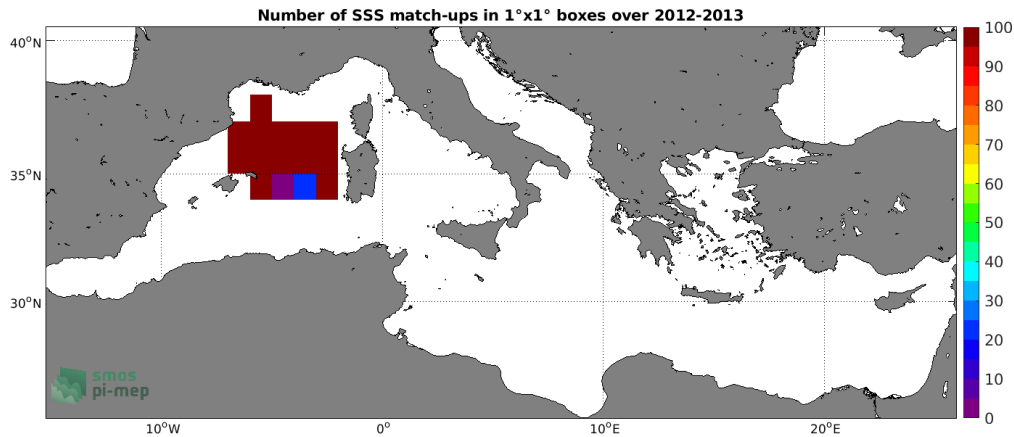 Number of SSS match-ups in 1°x1° boxes over 2012-2013
40°N
35°N
30°N
10°W
0°
10°E
20°E
100
90
80
70
60
50
40
30
20
10
0
smos
pi-mep